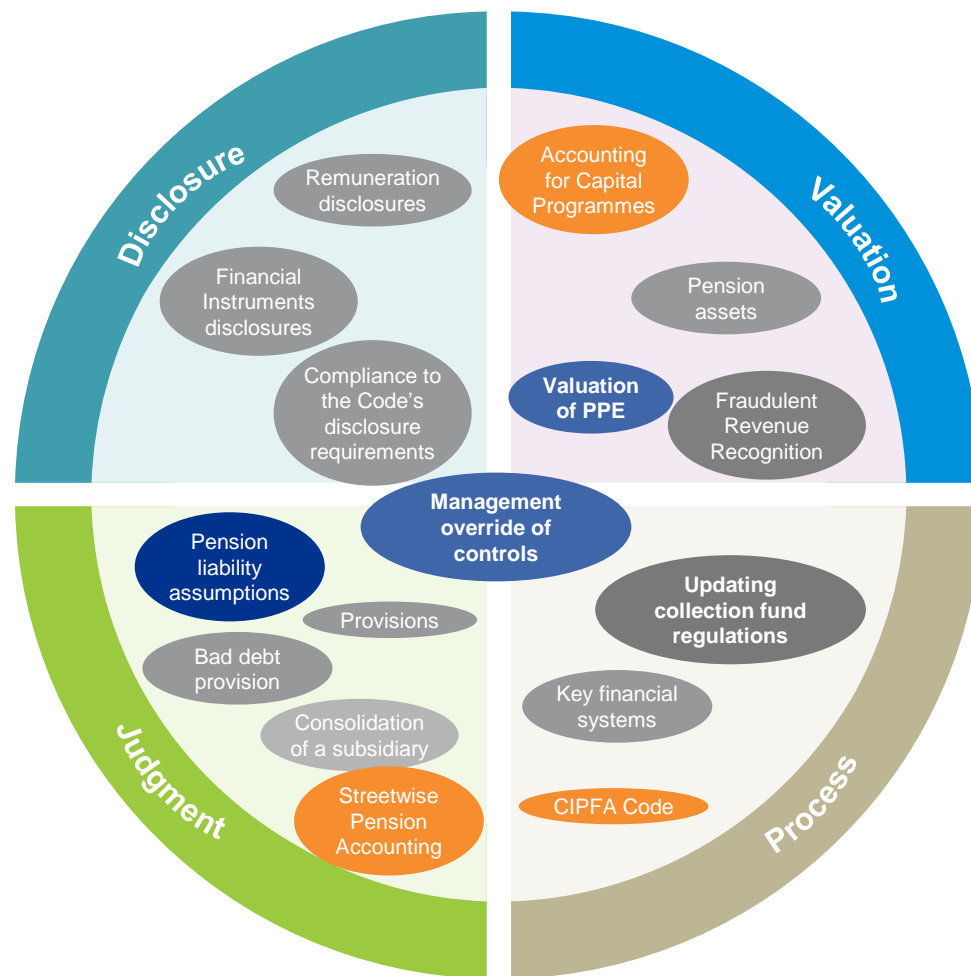 Disclosure
Remuneration
disclosures
Financial
Instruments
disclosures
Compliance to
the Code’s
disclosure
requirements
Valuation
Accounting
for Capital
Programmes
Pension
assets
Valuation
of PPE
Fraudulent
Revenue
Recognition
Management
override of
controls
Judgment
Pension
liability
assumptions
Provisions
Bad debt
provision
Consolidation
of a subsidiary
Streetwise
Pension
Accounting
Process
Updating
collection fund
regulations
Key financial
systems
CIPFA Code